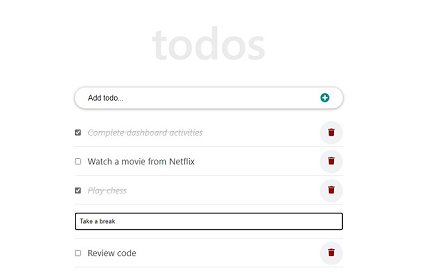 todos
Add todo...
Complete dashboard activities
Watch a movie from Netflix
Play chess
Take a break
Review code